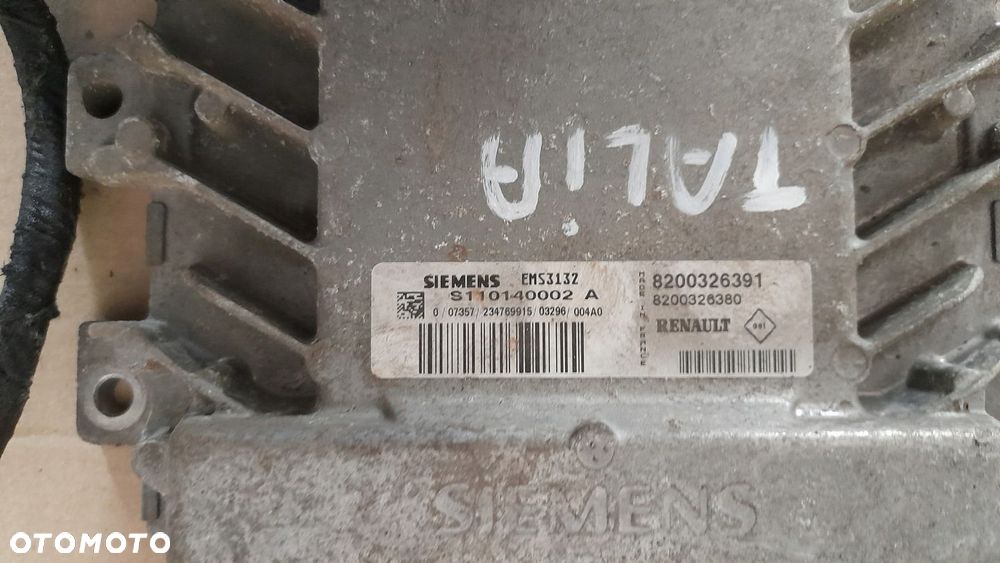 TALIA
SIEMENS EMS3132
S110140002 A
0 / 07357 / 234769915 / 03296 / 004A0
MADE IN FRANCE
8200326391
8200326380
RENAULT
SIEMENS
OTOMOTO